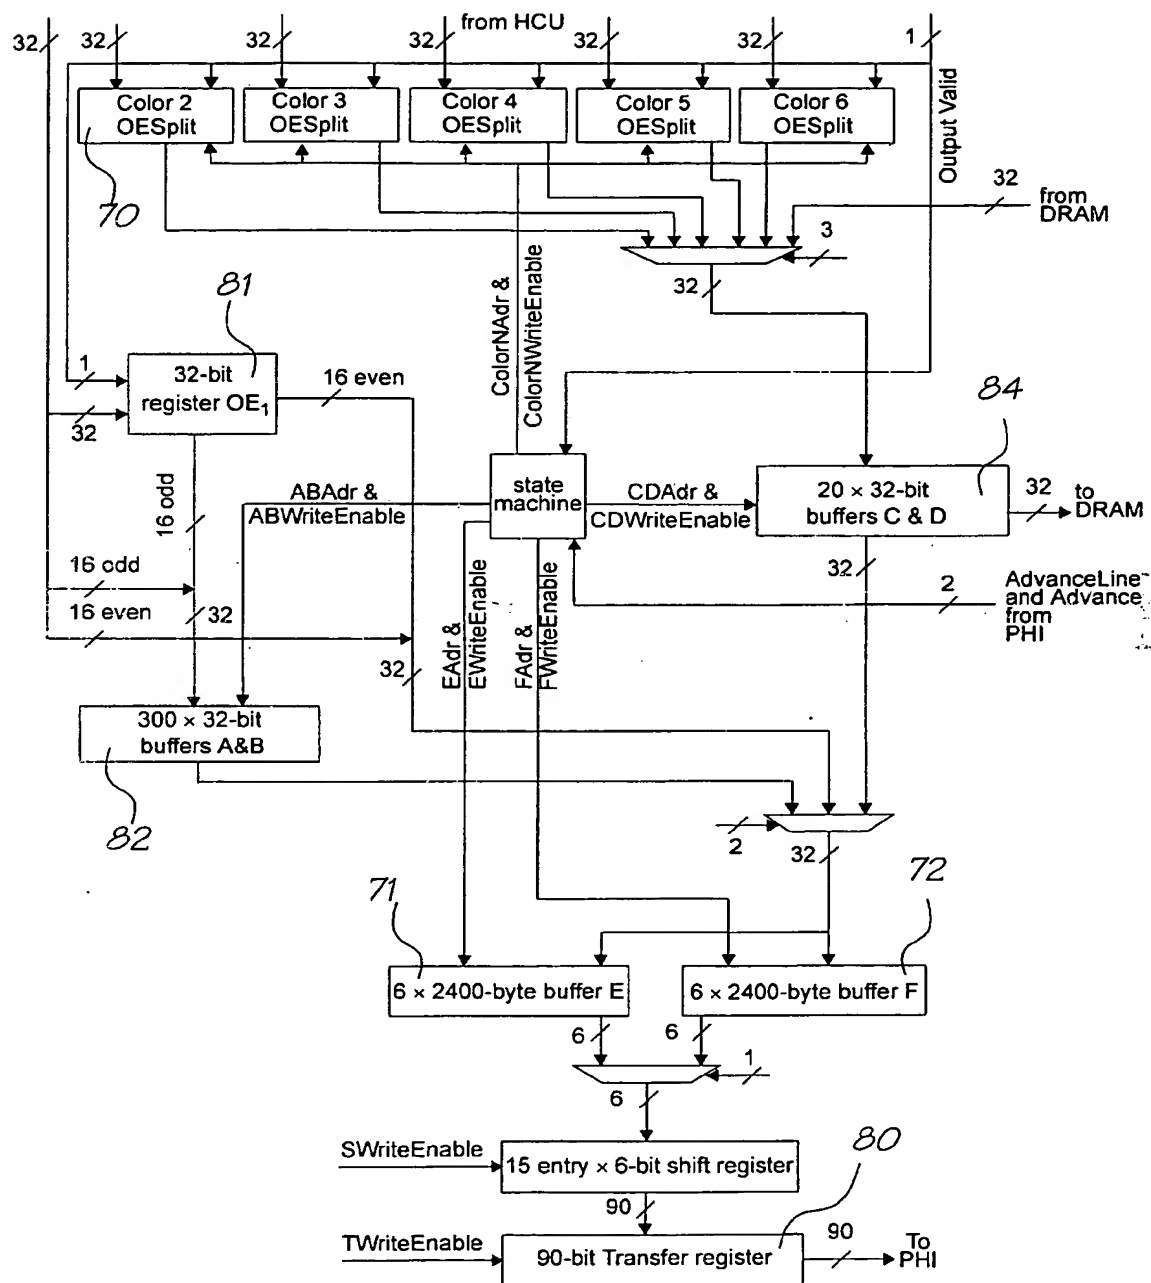 from HCU
32
32
32
32
32
32
1
Color 2
OESplit
Color 3
OESplit
Color 4
OESplit
Color 5
OESplit
Color 6
OESplit
Output Valid
70
32
from
DRAM
3
32
81
ColorNAdr &
ColorNWriteEnable
1
32-bit
register OE₁
16 even
32
84
16 odd
state
machine
ABAdr &
ABWriteEnable
CDAdr &
CDWriteEnable
20 × 32-bit
buffers C & D
32
to
DRAM
16 odd
32
16 even
32
EAdr &
EWriteEnable
FAdr &
FWriteEnable
2
AdvanceLine
and Advance
from
PHI
32
300 × 32-bit
buffers A&B
82
2
32
71
72
6 × 2400-byte buffer E
6 × 2400-byte buffer F
6
6
1
6
SWriteEnable
15 entry × 6-bit shift register
80
90
TWriteEnable
90-bit Transfer register
90
To
PHI